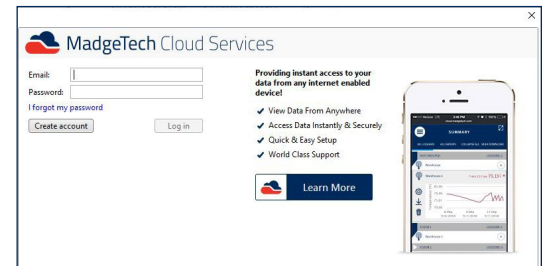 MadgeTech Cloud Services
Email:
Password:
I forgot my password
Create account
Log in
Providing instant access to your
data from any internet enabled
device!
✓ View Data From Anywhere
✓ Access Data Instantly & Securely
✓ Quick & Easy Setup
✓ World Class Support
Learn More
SUMMARY